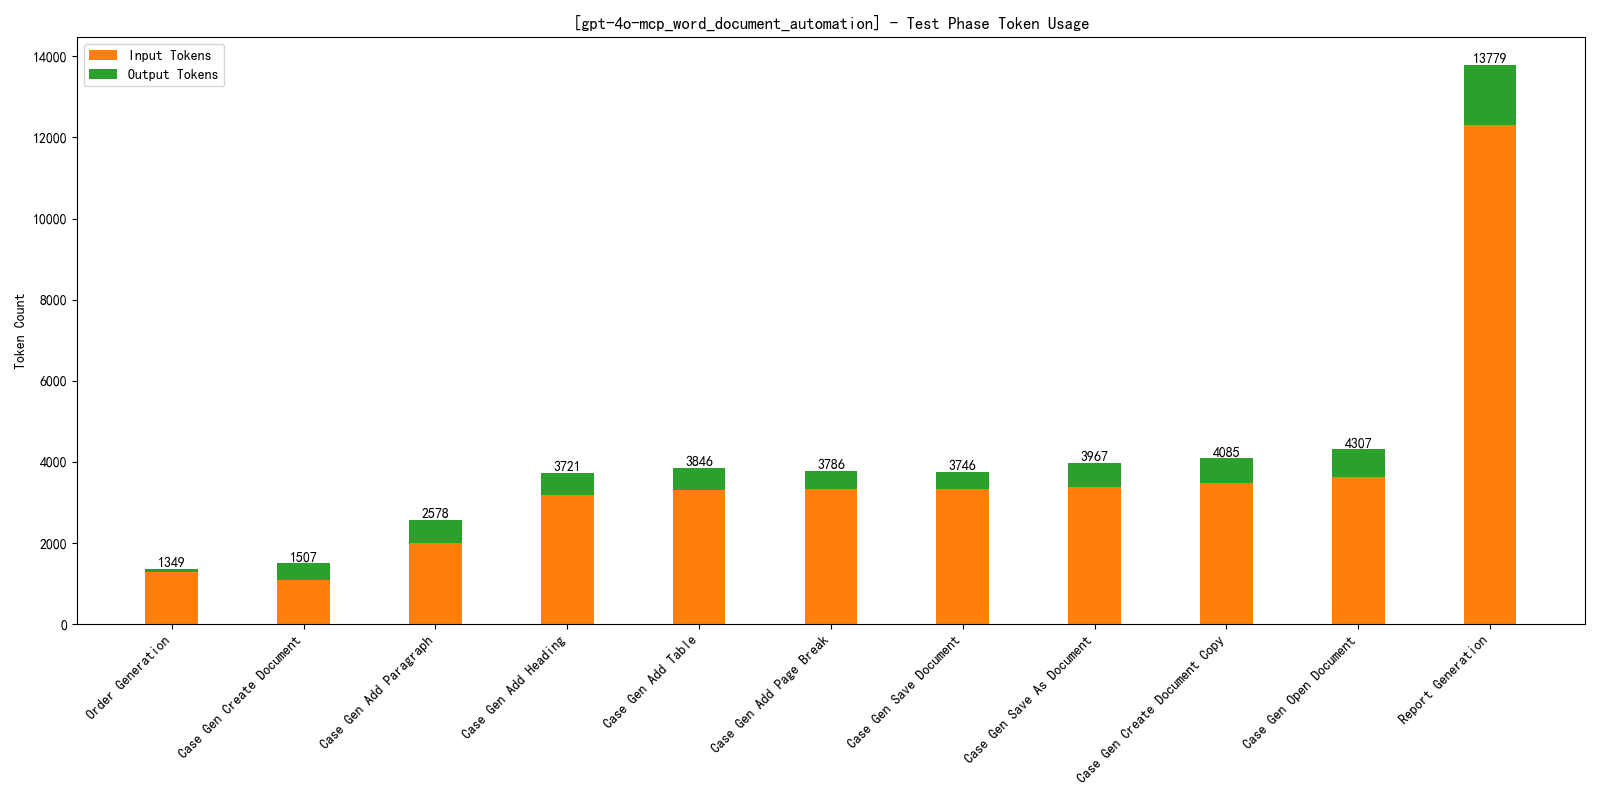 [gpt-4o-mcp_word_document_automation] - Test Phase Token Usage
Input Tokens
Output Tokens
Token Count
14000
12000
10000
8000
6000
4000
2000
0
1349
1507
2578
3721
3846
3786
3746
3967
4085
4307
13779
Order Generation
Case Gen Create Document
Case Gen Add Paragraph
Case Gen Add Heading
Case Gen Add Table
Case Gen Add Page Break
Case Gen Save Document
Case Gen Save As Document
Case Gen Create Document Copy
Case Gen Open Document
Report Generation